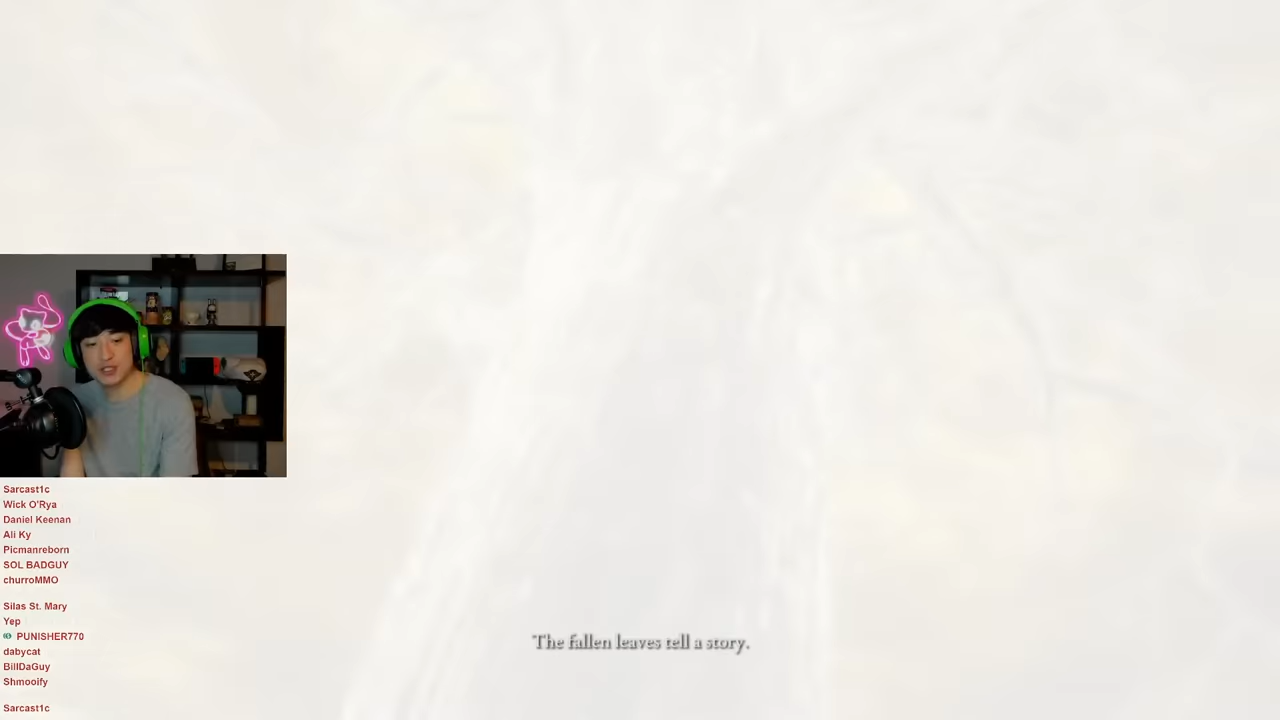 Sarcast1c
Wick O'Rya
Daniel Keenan
Ali Ky
Picmanreborn
SOL BADGUY
churroMMO
Silas St. Mary
Yep
PUNISHER770
dabycat
BillDaGuy
Shmooify
Sarcast1c
The fallen leaves tell a story.